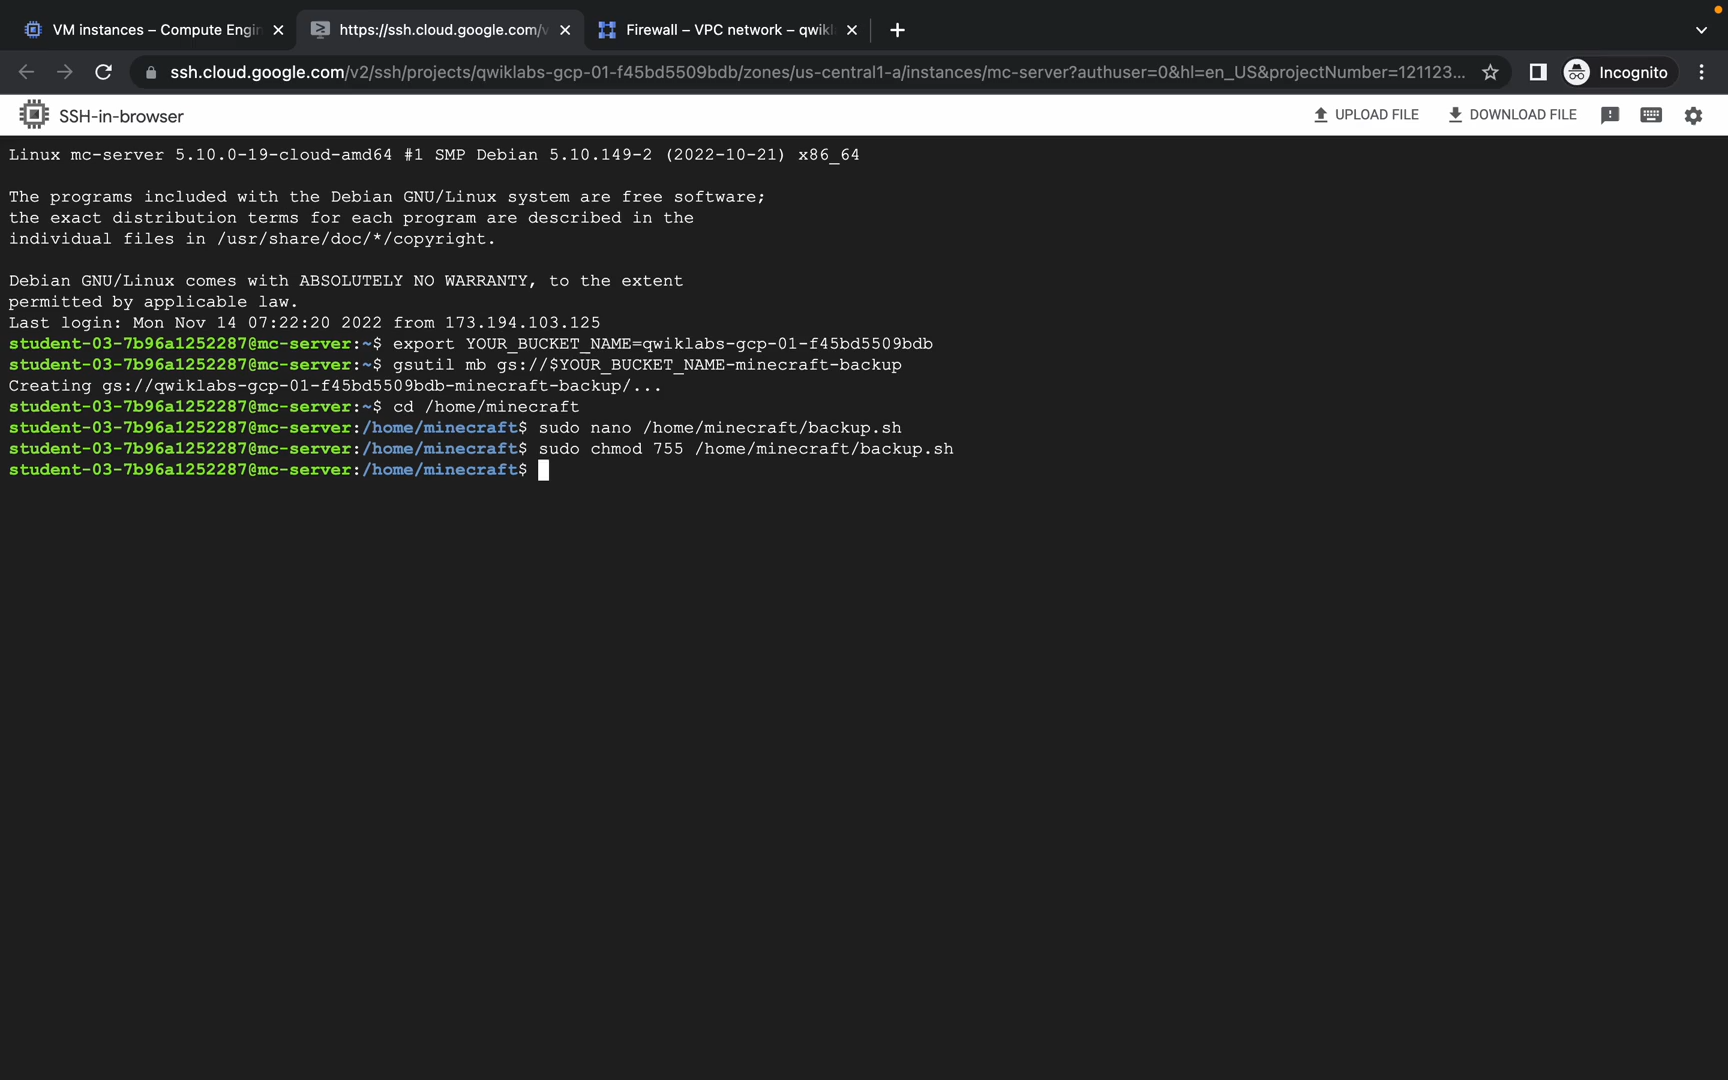 VM instances – Compute Engin
https://ssh.cloud.google.com/v
Firewall – VPC network – qwikl
ssh.cloud.google.com/v2/ssh/projects/qwiklabs-gcp-01-f45bd5509bdb/zones/us-central1-a/instances/mc-server?authuser=0&hl=en_US&projectNumber=121123...
Incognito
SSH-in-browser
UPLOAD FILE
DOWNLOAD FILE
Linux mc-server 5.10.0-19-cloud-amd64 #1 SMP Debian 5.10.149-2 (2022-10-21) x86_64
The programs included with the Debian GNU/Linux system are free software;
the exact distribution terms for each program are described in the
individual files in /usr/share/doc/*/copyright.
Debian GNU/Linux comes with ABSOLUTELY NO WARRANTY, to the extent
permitted by applicable law.
Last login: Mon Nov 14 07:22:20 2022 from 173.194.103.125
student-03-7b96a1252287@mc-server:~$ export YOUR_BUCKET_NAME=qwiklabs-gcp-01-f45bd5509bdb
student-03-7b96a1252287@mc-server:~$ gsutil mb gs://$YOUR_BUCKET_NAME-minecraft-backup
Creating gs://qwiklabs-gcp-01-f45bd5509bdb-minecraft-backup/...
student-03-7b96a1252287@mc-server:~$ cd /home/minecraft
student-03-7b96a1252287@mc-server:/home/minecraft$ sudo nano /home/minecraft/backup.sh
student-03-7b96a1252287@mc-server:/home/minecraft$ sudo chmod 755 /home/minecraft/backup.sh
student-03-7b96a1252287@mc-server:/home/minecraft$